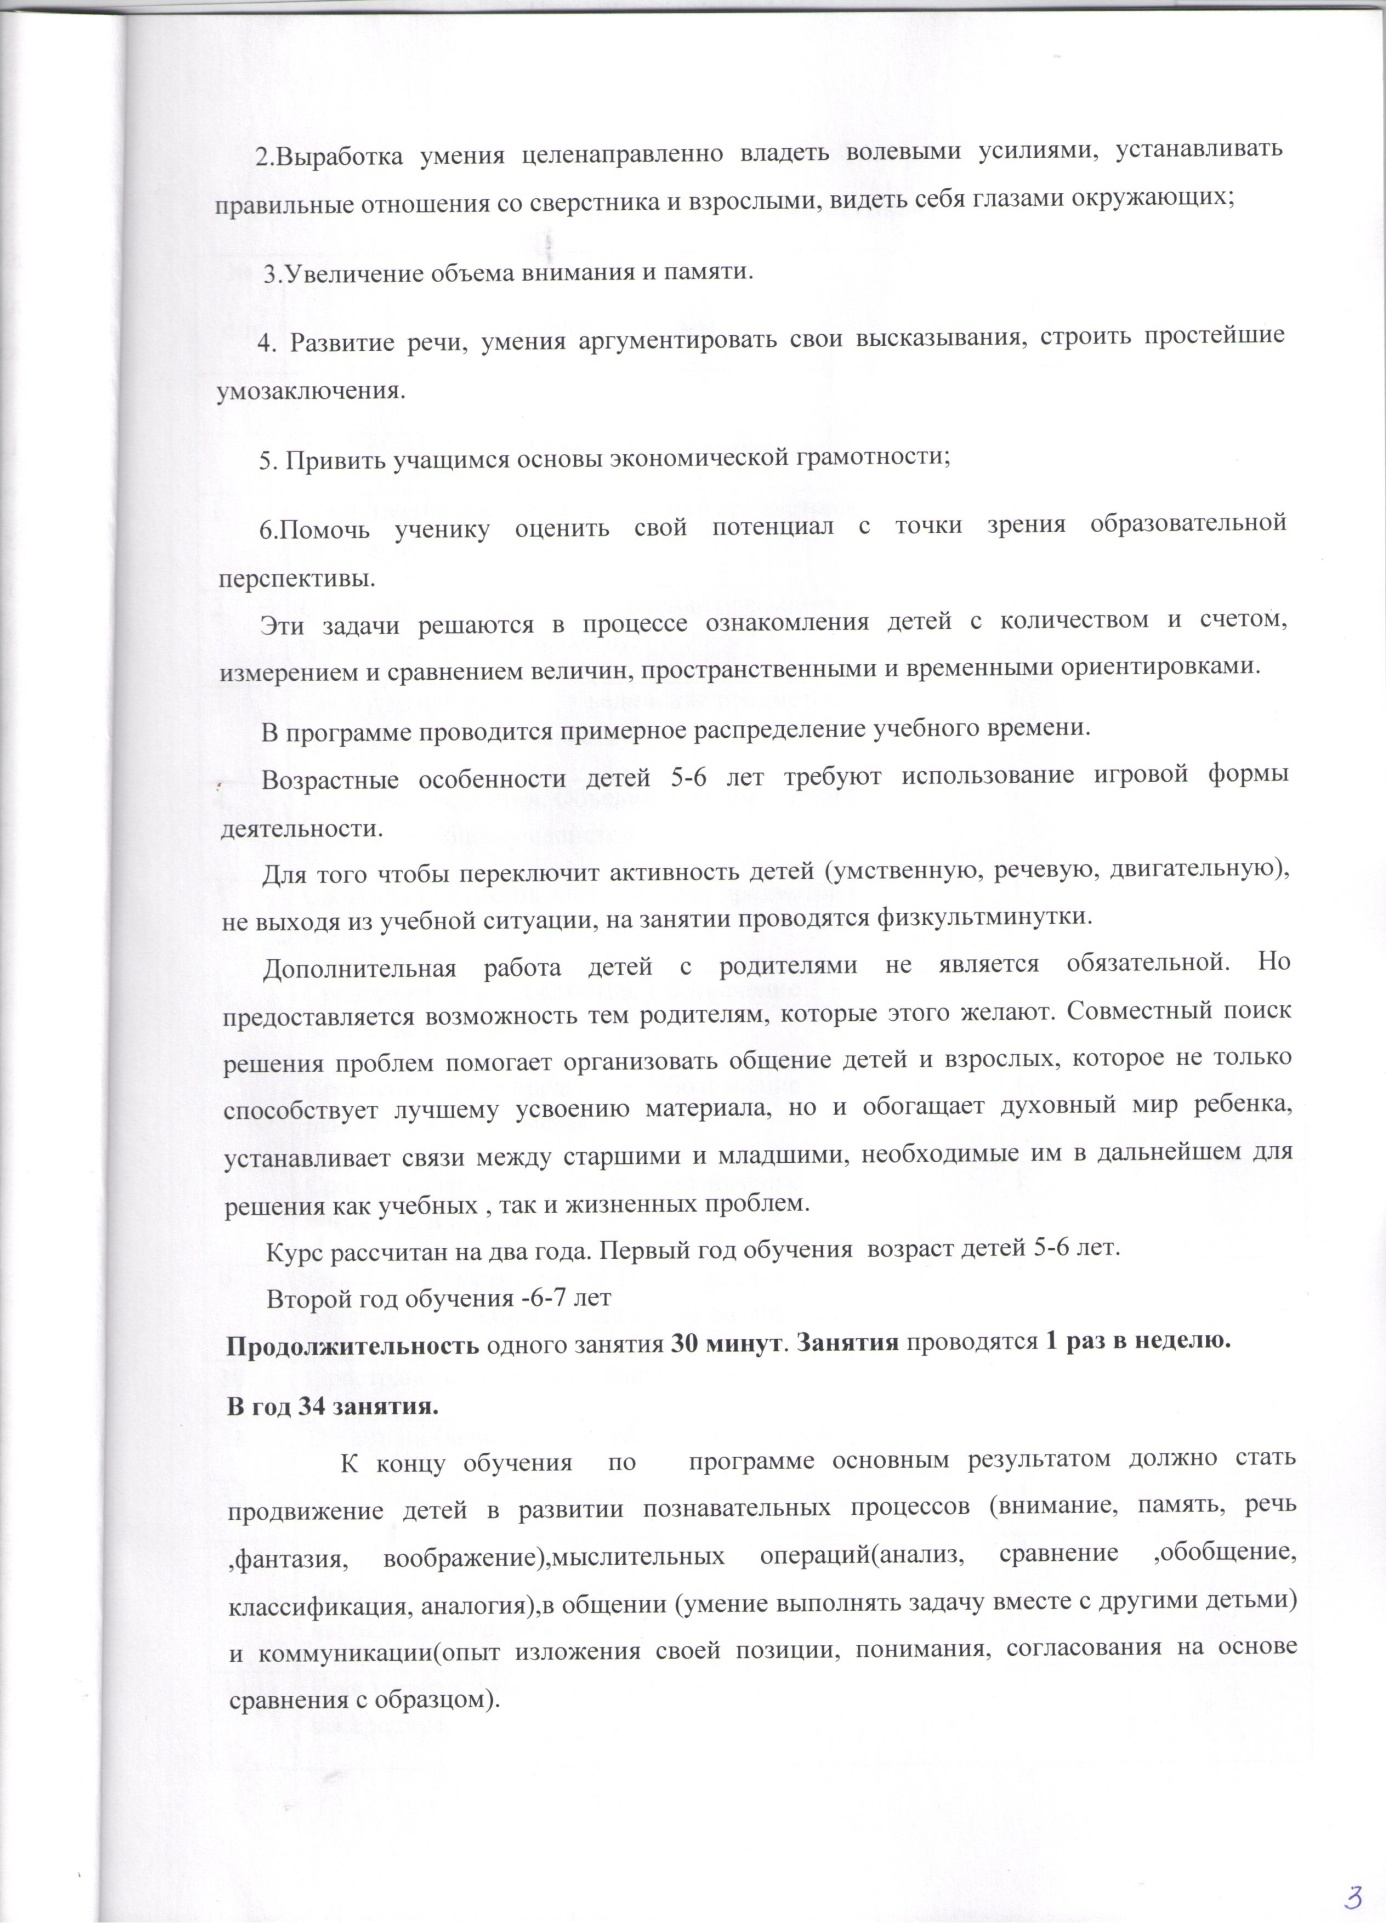 2.Выработка умения целенаправленно владеть волевыми усилиями, устанавливать
правильные отношения со сверстника и взрослыми, видеть себя глазами окружающих;
3.Увеличение объема внимания и памяти.
4. Развитие речи, умения аргументировать свои высказывания, строить простейшие
умозаключения.
5. Привить учащимся основы экономической грамотности;
6.Помочь ученику оценить свой потенциал с точки зрения образовательной
перспективы.
Эти задачи решаются в процессе ознакомления детей с количеством и счетом,
измерением и сравнением величин, пространственными и временными ориентировками.
В программе проводится примерное распределение учебного времени.
Возрастные особенности детей 5-6 лет требуют использование игровой формы
деятельности.
Для того чтобы переключит активность детей (умственную, речевую, двигательную),
не выходя из учебной ситуации, на занятии проводятся физкультминутки.
Дополнительная работа детей с родителями не является обязательной. Но
предоставляется возможность тем родителям, которые этого желают. Совместный поиск
решения проблем помогает организовать общение детей и взрослых, которое не только
способствует лучшему усвоению материала, но и обогащает духовный мир ребенка,
устанавливает связи между старшими и младшими, необходимые им в дальнейшем для
решения как учебных , так и жизненных проблем.
Курс рассчитан на два года. Первый год обучения  возраст детей 5-6 лет.
Второй год обучения -6-7 лет
Продолжительность одного занятия 30 минут. Занятия проводятся 1 раз в неделю.
В год 34 занятия.
К концу обучения по программе основным результатом должно стать
продвижение детей в развитии познавательных процессов (внимание, память, речь
,фантазия, воображение),мыслительных операций(анализ, сравнение ,обобщение,
классификация, аналогия),в общении (умение выполнять задачу вместе с другими детьми)
и коммуникации(опыт изложения своей позиции, понимания, согласования на основе
сравнения с образцом).
3